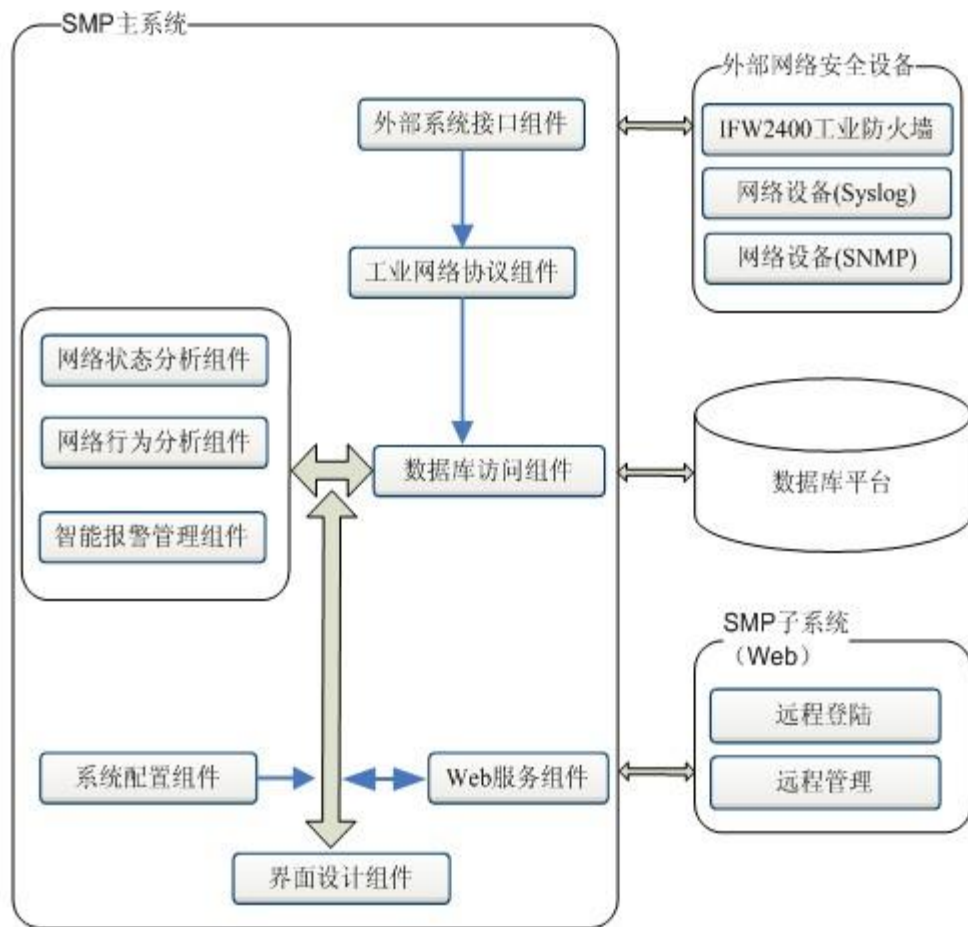 SMP主系统
外部系统接口组件
工业网络协议组件
网络状态分析组件
网络行为分析组件
智能报警管理组件
数据库访问组件
系统配置组件
Web服务组件
界面设计组件
外部网络安全设备
IFW2400工业防火墙
网络设备(Syslog)
网络设备(SNMP)
数据库平台
SMP子系统
（Web）
远程登陆
远程管理